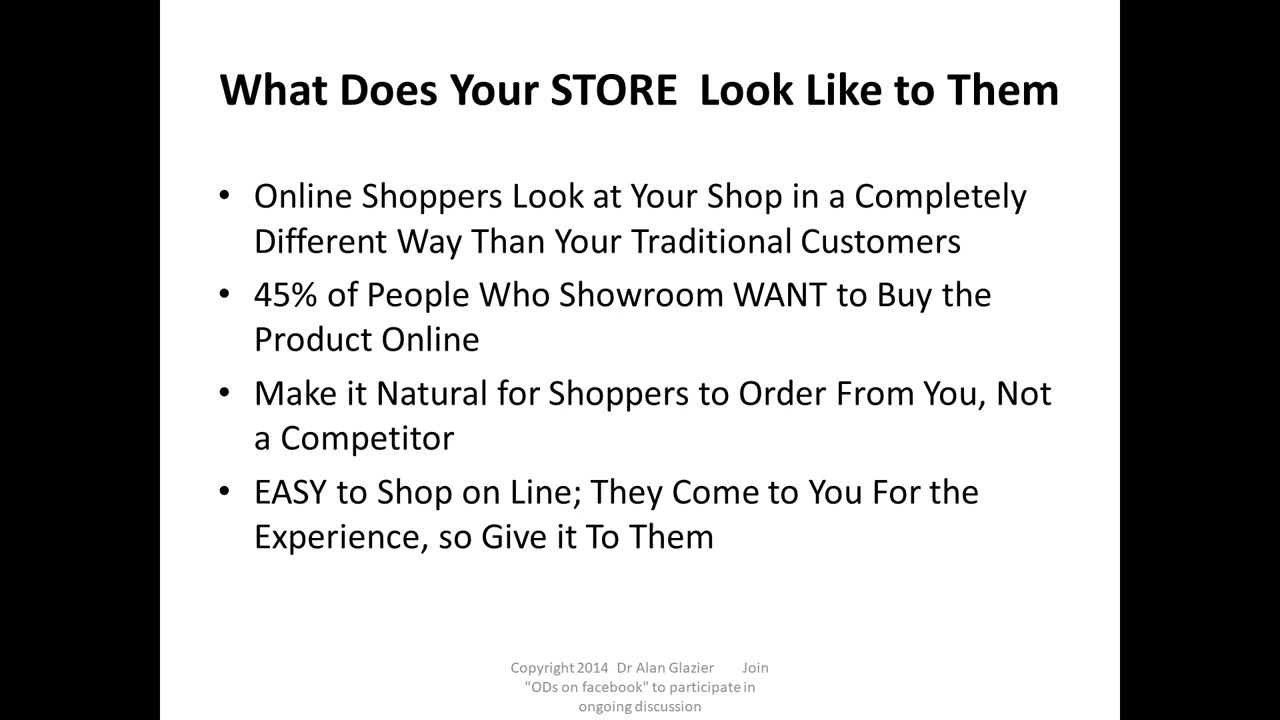 What Does Your STORE  Look Like to Them
• Online Shoppers Look at Your Shop in a Completely
Different Way Than Your Traditional Customers
• 45% of People Who Showroom WANT to Buy the
Product Online
• Make it Natural for Shoppers to Order From You, Not
a Competitor
• EASY to Shop on Line; They Come to You For the
Experience, so Give it To Them
Copyright 2014  Dr Alan Glazier      Join
"ODs on facebook" to participate in
ongoing discussion